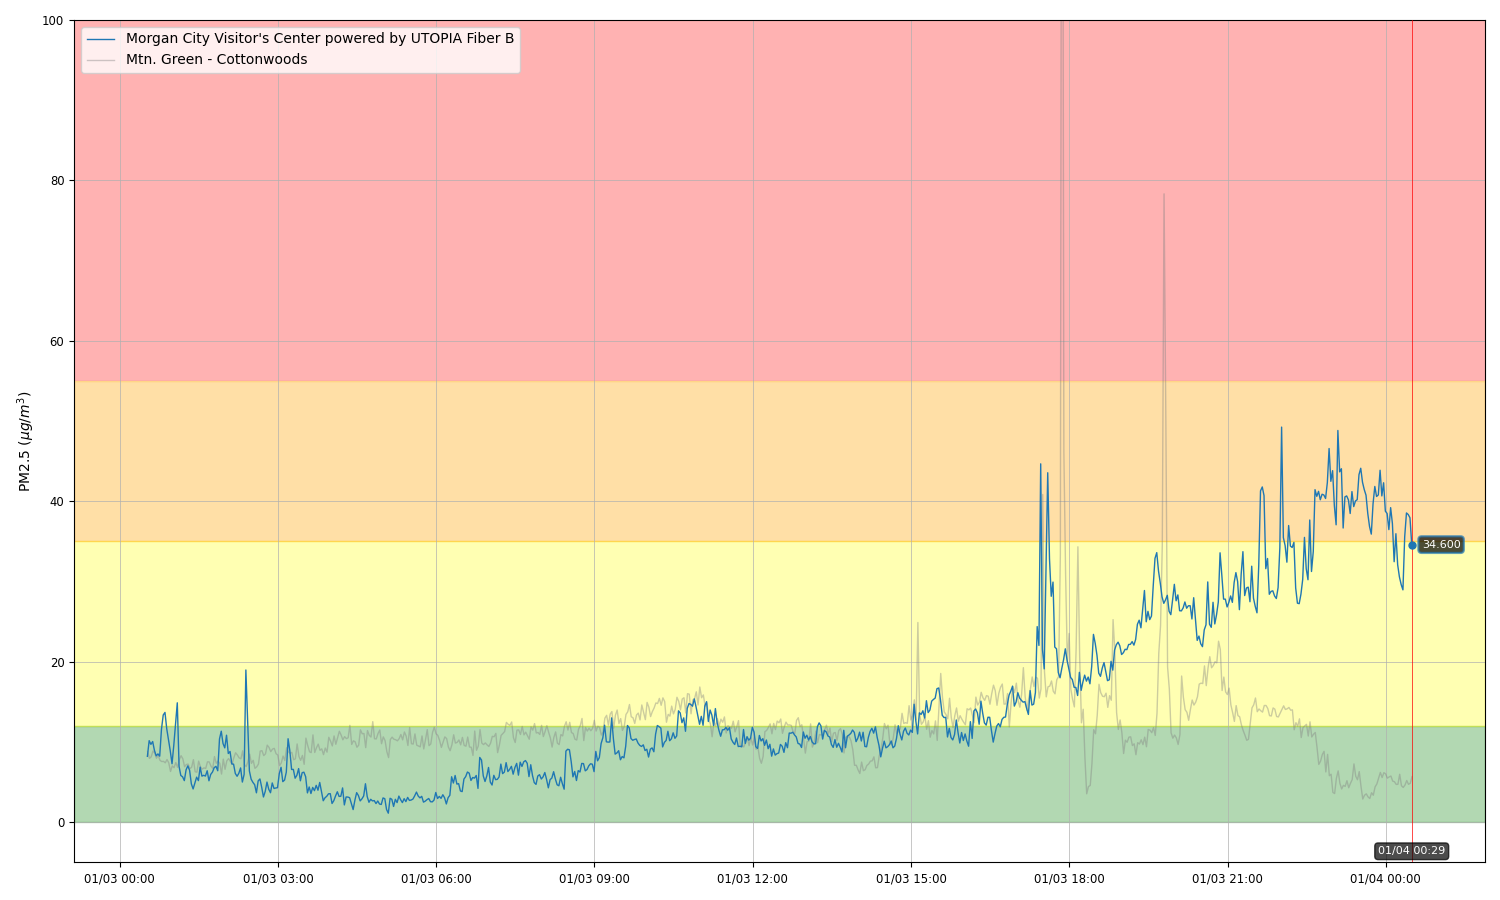 100
Morgan City Visitor's Center powered by UTOPIA Fiber B
Mtn. Green - Cottonwoods
80
60
PM2.5 (μg/m³)
40
34.600
20
0
01/04 00:29
01/03 00:00 01/03 03:00 01/03 06:00 01/03 09:00 01/03 12:00 01/03 15:00 01/03 18:00 01/03 21:00 01/04 00:00